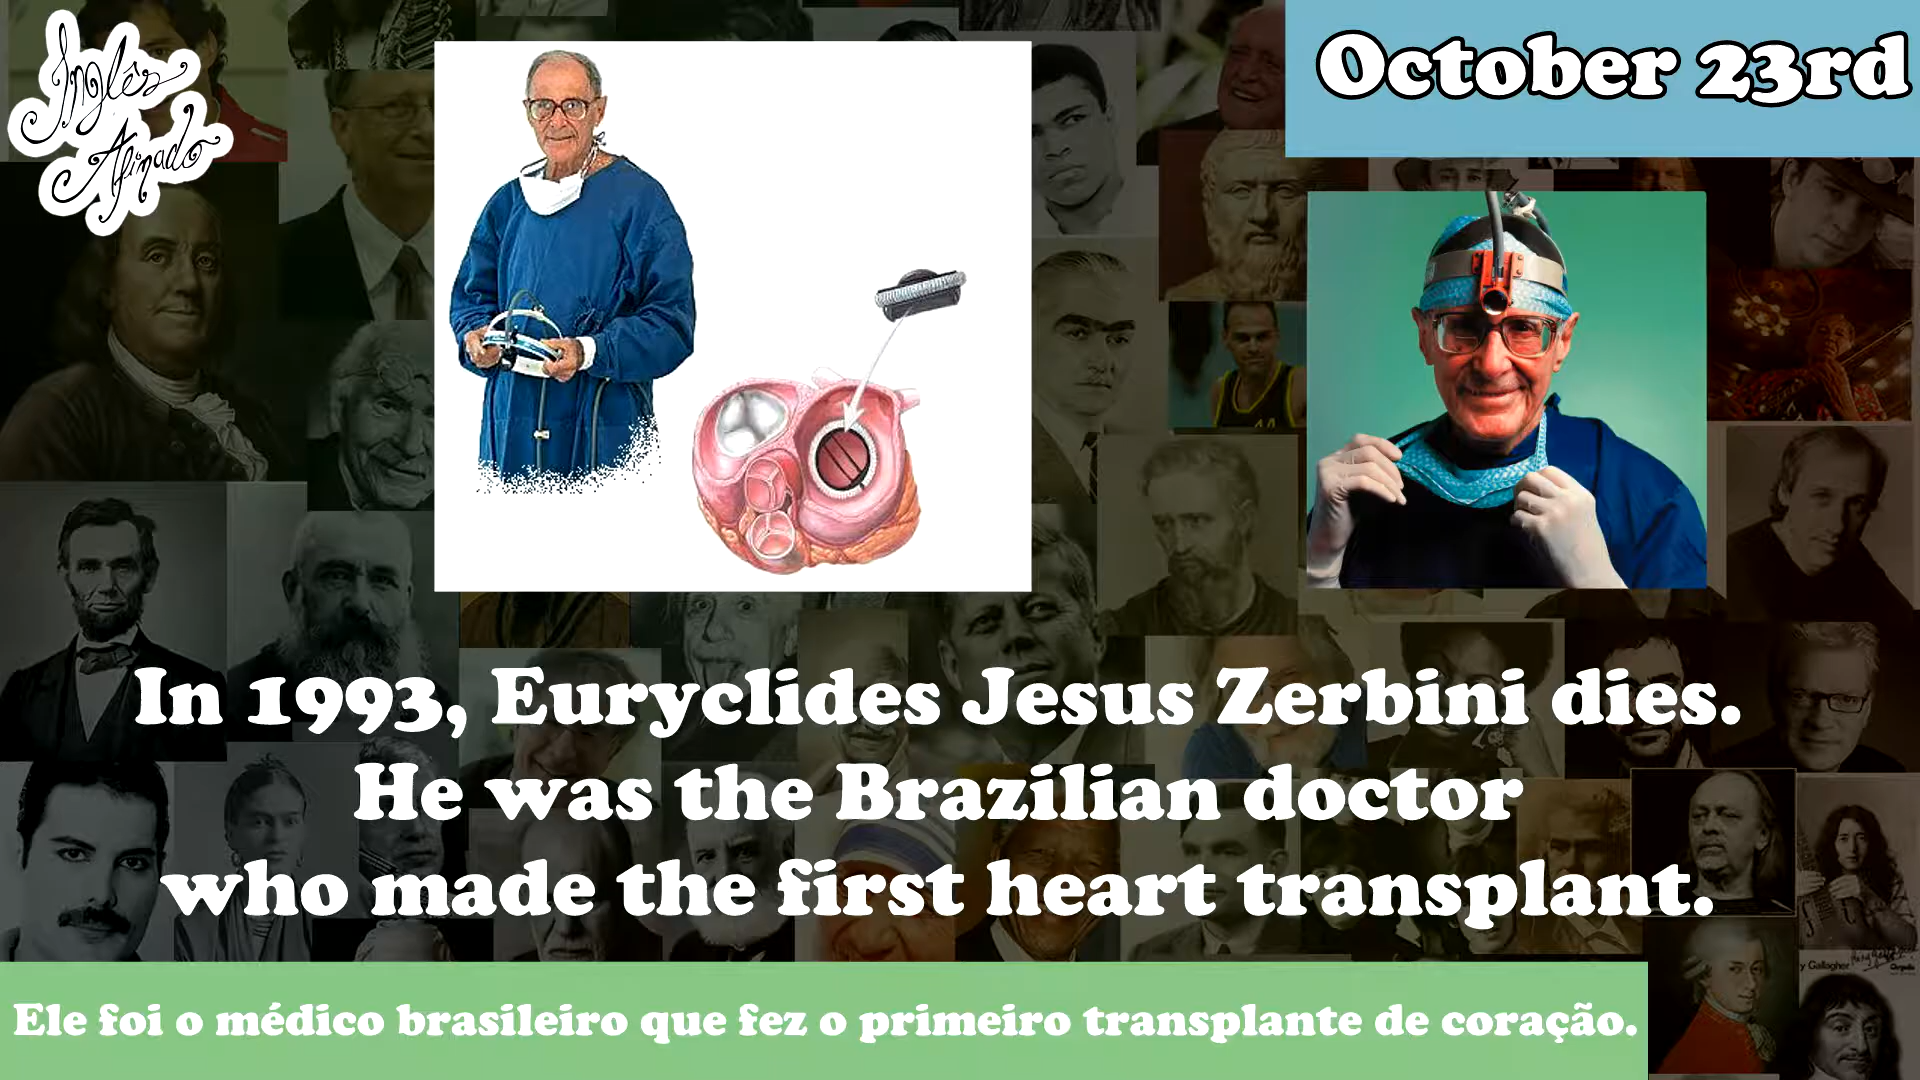 Inglês
Afinado
October 23rd
In 1993, Euryclides Jesus Zerbini dies.
He was the Brazilian doctor
who made the first heart transplant.
y Gallagher
Ele foi o médico brasileiro que fez o primeiro transplante de coração.